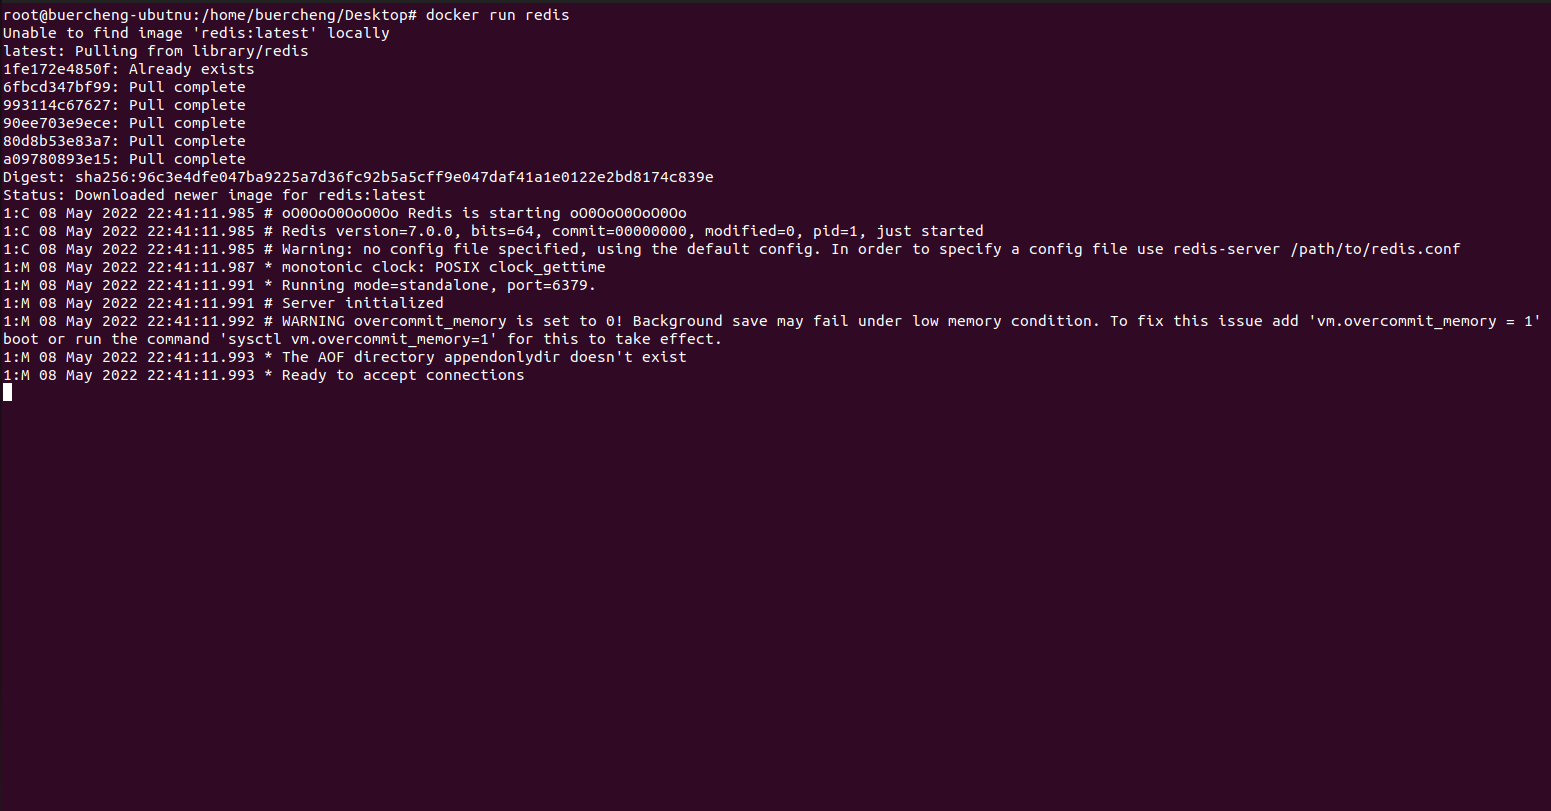 root@buercheng-ubutnu:/home/buercheng/Desktop# docker run redis
Unable to find image 'redis:latest' locally
latest: Pulling from library/redis
1fe172e4850f: Already exists
6fbcd347bf99: Pull complete
993114c67627: Pull complete
90ee703e9ece: Pull complete
80d8b53e83a7: Pull complete
a09780893e15: Pull complete
Digest: sha256:96c3e4dfe047ba9225a7d36fc92b5a5cff9e047daf41a1e0122e2bd8174c839e
Status: Downloaded newer image for redis:latest
1:C 08 May 2022 22:41:11.985 # oO0OoO0OoO0Oo Redis is starting oO0OoO0OoO0Oo
1:C 08 May 2022 22:41:11.985 # Redis version=7.0.0, bits=64, commit=00000000, modified=0, pid=1, just started
1:C 08 May 2022 22:41:11.985 # Warning: no config file specified, using the default config. In order to specify a config file use redis-server /path/to/redis.conf
1:M 08 May 2022 22:41:11.987 * monotonic clock: POSIX clock_gettime
1:M 08 May 2022 22:41:11.991 * Running mode=standalone, port=6379.
1:M 08 May 2022 22:41:11.991 # Server initialized
1:M 08 May 2022 22:41:11.992 # WARNING overcommit_memory is set to 0! Background save may fail under low memory condition. To fix this issue add 'vm.overcommit_memory = 1'
boot or run the command 'sysctl vm.overcommit_memory=1' for this to take effect.
1:M 08 May 2022 22:41:11.993 * The AOF directory appendonlydir doesn't exist
1:M 08 May 2022 22:41:11.993 * Ready to accept connections